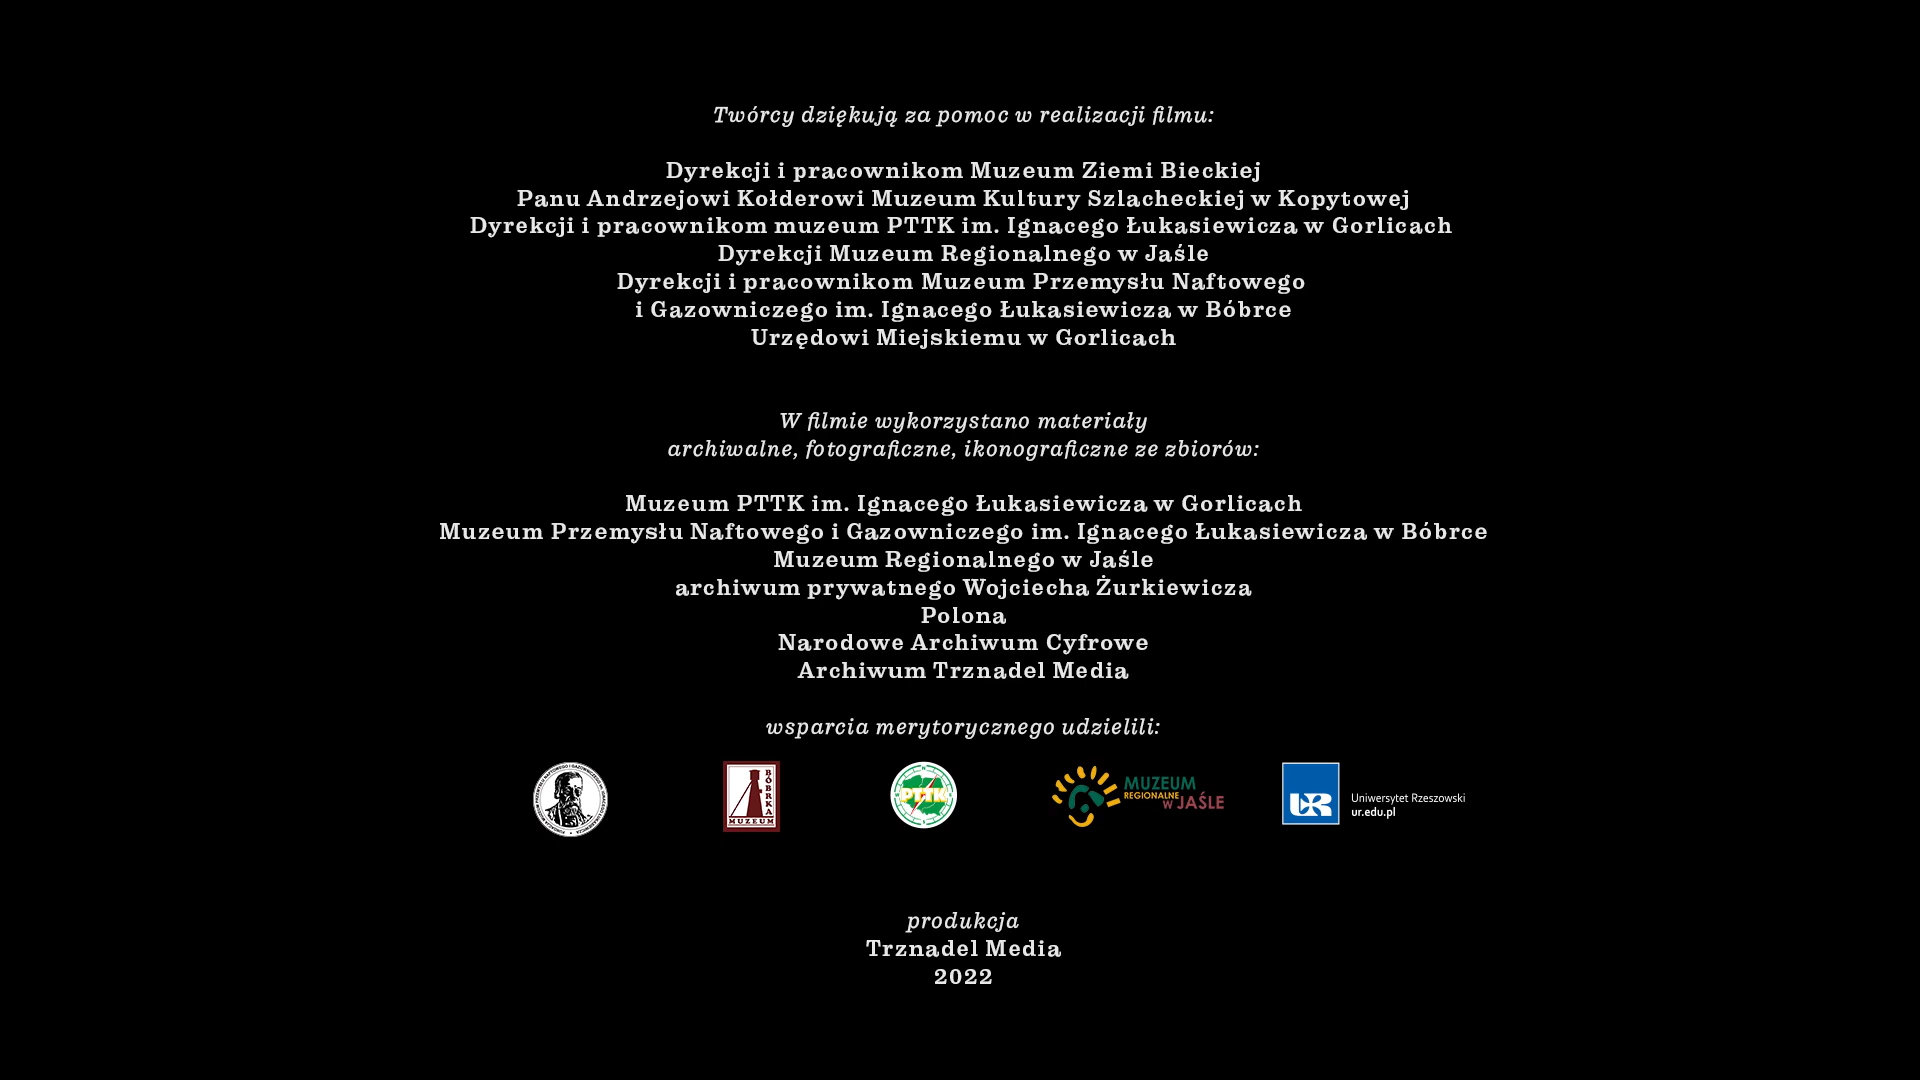 Twórcy dziękują za pomoc w realizacji filmu:
Dyrekcji i pracownikom Muzeum Ziemi Bieckiej
Panu Andrzejowi Kołderowi Muzeum Kultury Szlacheckiej w Kopytowej
Dyrekcji i pracownikom muzeum PTTK im. Ignacego Łukasiewicza w Gorlicach
Dyrekcji Muzeum Regionalnego w Jaśle
Dyrekcji i pracownikom Muzeum Przemysłu Naftowego
i Gazowniczego im. Ignacego Łukasiewicza w Bóbrce
Urzędowi Miejskiemu w Gorlicach
W filmie wykorzystano materiały
archiwalne, fotograficzne, ikonograficzne ze zbiorów:
Muzeum PTTK im. Ignacego Łukasiewicza w Gorlicach
Muzeum Przemysłu Naftowego i Gazowniczego im. Ignacego Łukasiewicza w Bóbrce
Muzeum Regionalnego w Jaśle
archiwum prywatnego Wojciecha Żurkiewicza
Polona
Narodowe Archiwum Cyfrowe
Archiwum Trznadel Media
wsparcia merytorycznego udzielili:
BÓBRKA
MUZEUM
PTTK
MUZEUM
REGIONALNE
W JAŚLE
UR
Uniwersytet Rzeszowski
ur.edu.pl
produkcja
Trznadel Media
2022